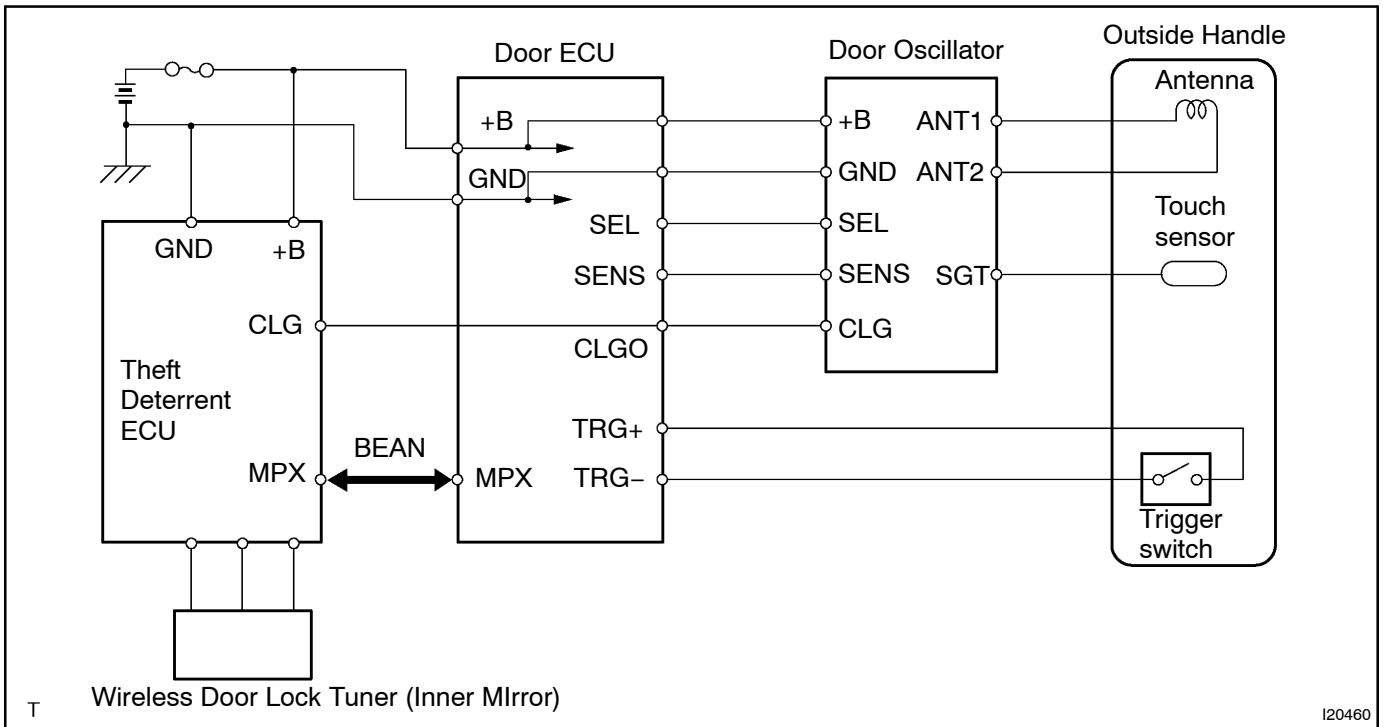 Outside Handle
Door ECU
Door Oscillator
Antenna
+B
+B
ANT1
GND
GND
ANT2
Touch
sensor
SEL
SEL
GND
+B
SENS
SENS
SGT
CLG
CLGO
CLG
Theft
Deterrent
ECU
TRG+
BEAN
MPX
MPX
TRG−
Trigger
switch
Wireless Door Lock Tuner (Inner MIrror)
T
I20460